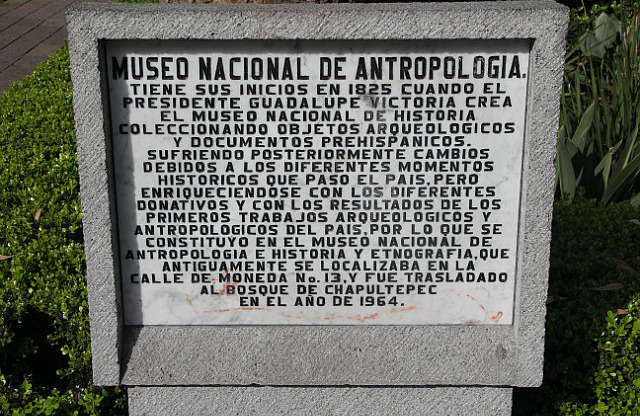 MUSEO NACIONAL DE ANTROPOLOGIA.
TIENE SUS INICIOS EN 1825 CUANDO EL
PRESIDENTE GUADALUPE VICTORIA CREA
EL MUSEO NACIONAL DE HISTORIA
COLECCIONANDO OBJETOS ARQUEOLOGICOS
Y DOCUMENTOS PREHISPANICOS.
SUFRIENDO POSTERIORMENTE CAMBIOS
DEBIDOS A LOS DIFERENTES MOMENTOS
HISTORICOS QUE PASO EL PAIS, PERO
ENRIQUECIENDOSE CON LOS DIFERENTES
DONATIVOS Y CON LOS RESULTADOS DE LOS
PRIMEROS TRABAJOS ARQUEOLOGICOS Y
ANTROPOLOGICOS DEL PAIS, POR LO QUE SE
CONSTITUYO EN EL MUSEO NACIONAL DE
ANTROPOLOGIA E HISTORIA Y ETNOGRAFIA, QUE
ANTIGUAMENTE SE LOCALIZABA EN LA
CALLE DE MONEDA No. 13, Y FUE TRASLADADO
AL BOSQUE DE CHAPULTEPEC
EN EL AÑO DE 1964.